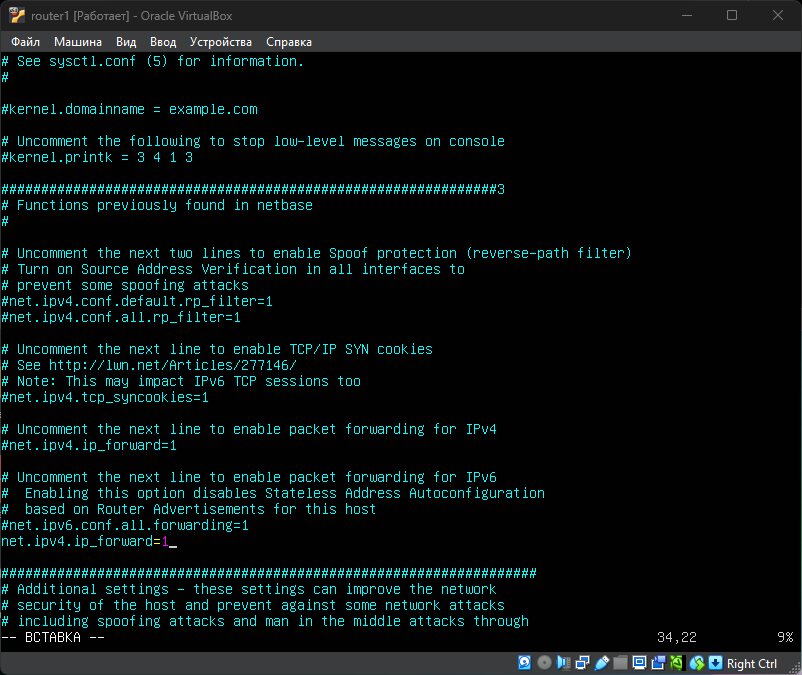 router1 [Работает] - Oracle VirtualBox
Файл Машина Вид Ввод Устройства Справка
# See sysctl.conf (5) for information.
#
#kernel.domainname = example.com
# Uncomment the following to stop low-level messages on console
#kernel.printk = 3 4 1 3
##############################################################3
# Functions previously found in netbase
#
# Uncomment the next two lines to enable Spoof protection (reverse-path filter)
# Turn on Source Address Verification in all interfaces to
# prevent some spoofing attacks
#net.ipv4.conf.default.rp_filter=1
#net.ipv4.conf.all.rp_filter=1
# Uncomment the next line to enable TCP/IP SYN cookies
# See http://lwn.net/Articles/277146/
# Note: This may impact IPv6 TCP sessions too
#net.ipv4.tcp_syncookies=1
# Uncomment the next line to enable packet forwarding for IPv4
#net.ipv4.ip_forward=1
# Uncomment the next line to enable packet forwarding for IPv6
#  Enabling this option disables Stateless Address Autoconfiguration
#  based on Router Advertisements for this host
#net.ipv6.conf.all.forwarding=1
net.ipv4.ip_forward=1_
###################################################################
# Additional settings - these settings can improve the network
# security of the host and prevent against some network attacks
# including spoofing attacks and man in the middle attacks through
-- ВСТАВКА -- 34,22 9%
Right Ctrl